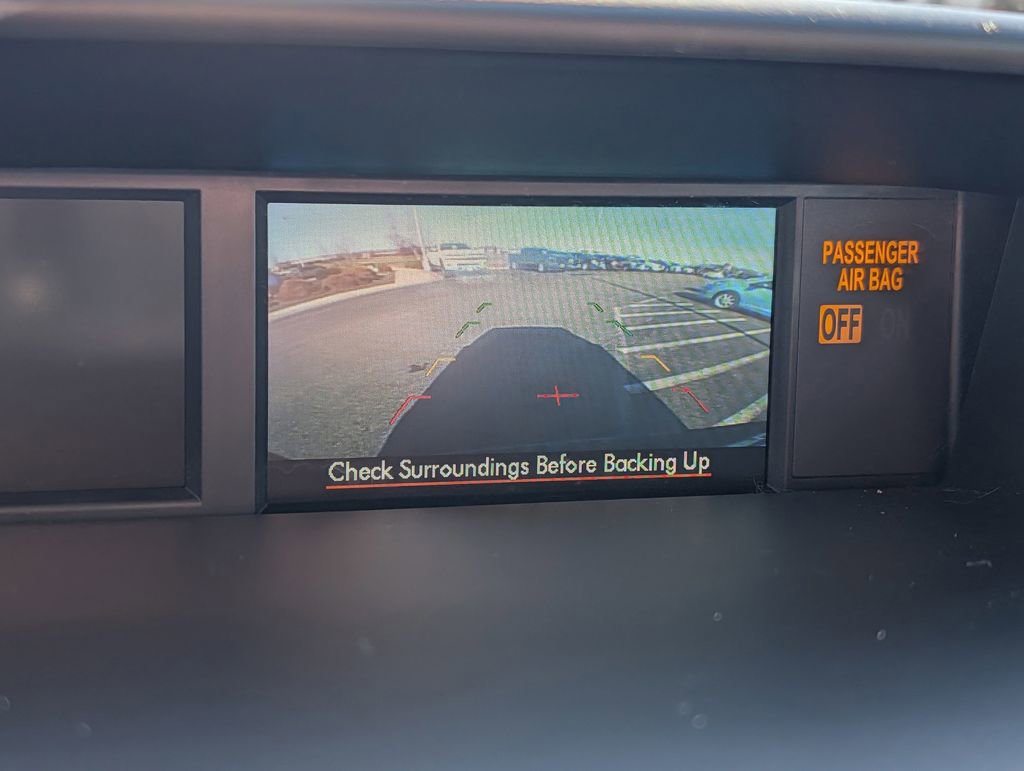 PASSENGER
AIR BAG
OFF ON
Check Surroundings Before Backing Up